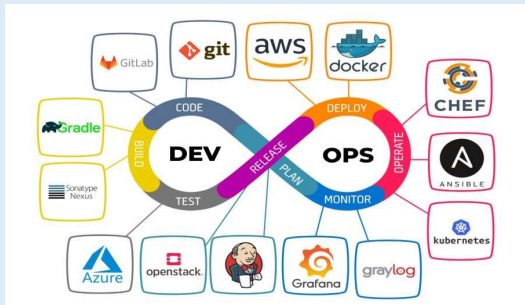 GitLab
git
aws
docker
CHEF
Gradle
CODE
DEPLOY
BUILD
DEV
RELEASE
OPS
OPERATE
PLAN
TEST
MONITOR
ANSIBLE
Sonatype
Nexus
kubernetes
Azure
openstack.
Grafana
graylog